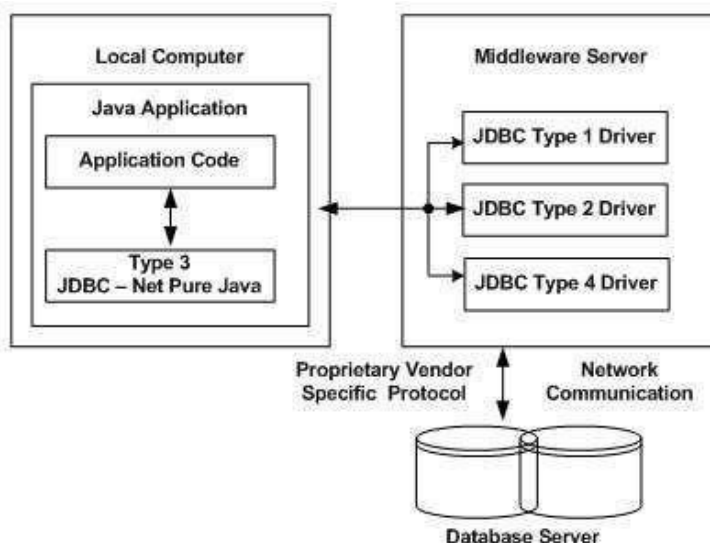 Local Computer
Java Application
Application Code
Type 3
JDBC – Net Pure Java
Middleware Server
JDBC Type 1 Driver
JDBC Type 2 Driver
JDBC Type 4 Driver
Proprietary Vendor
Specific Protocol
Network
Communication
Database Server